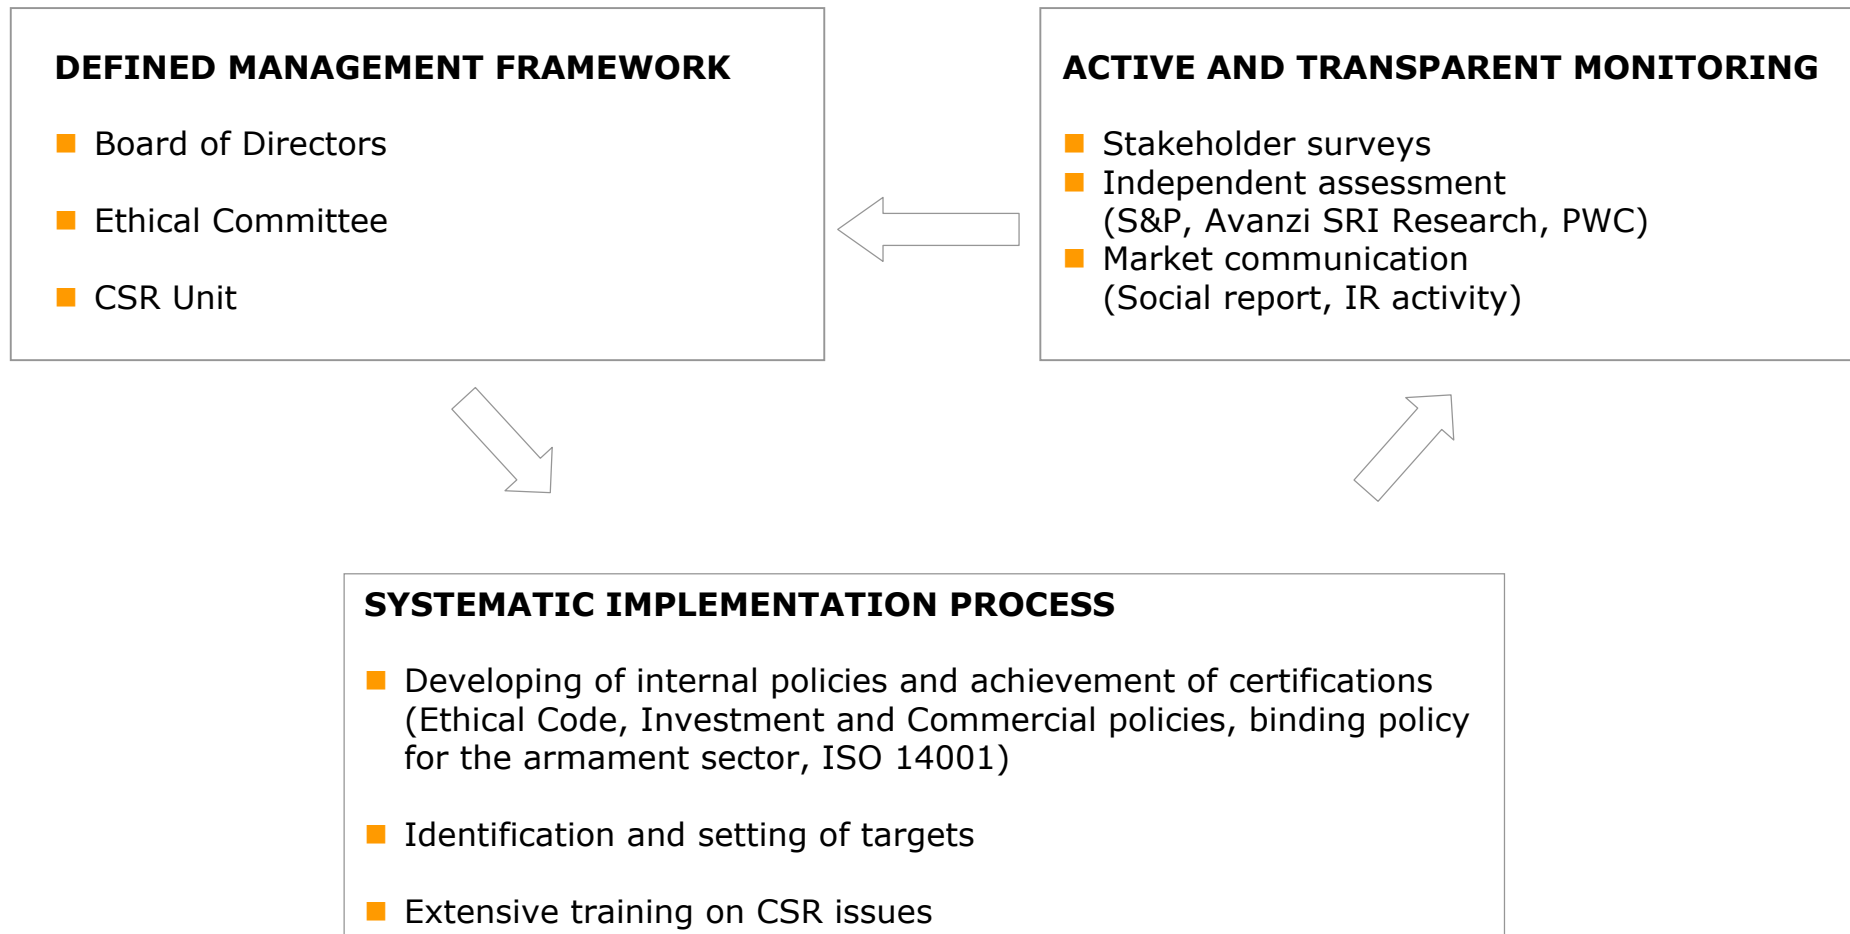 DEFINED MANAGEMENT FRAMEWORK
Board of Directors
Ethical Committee
CSR Unit
ACTIVE AND TRANSPARENT MONITORING
Stakeholder surveys
Independent assessment
(S&P, Avanzi SRI Research, PWC)
Market communication
(Social report, IR activity)
SYSTEMATIC IMPLEMENTATION PROCESS
Developing of internal policies and achievement of certifications
(Ethical Code, Investment and Commercial policies, binding policy
for the armament sector, ISO 14001)
Identification and setting of targets
Extensive training on CSR issues